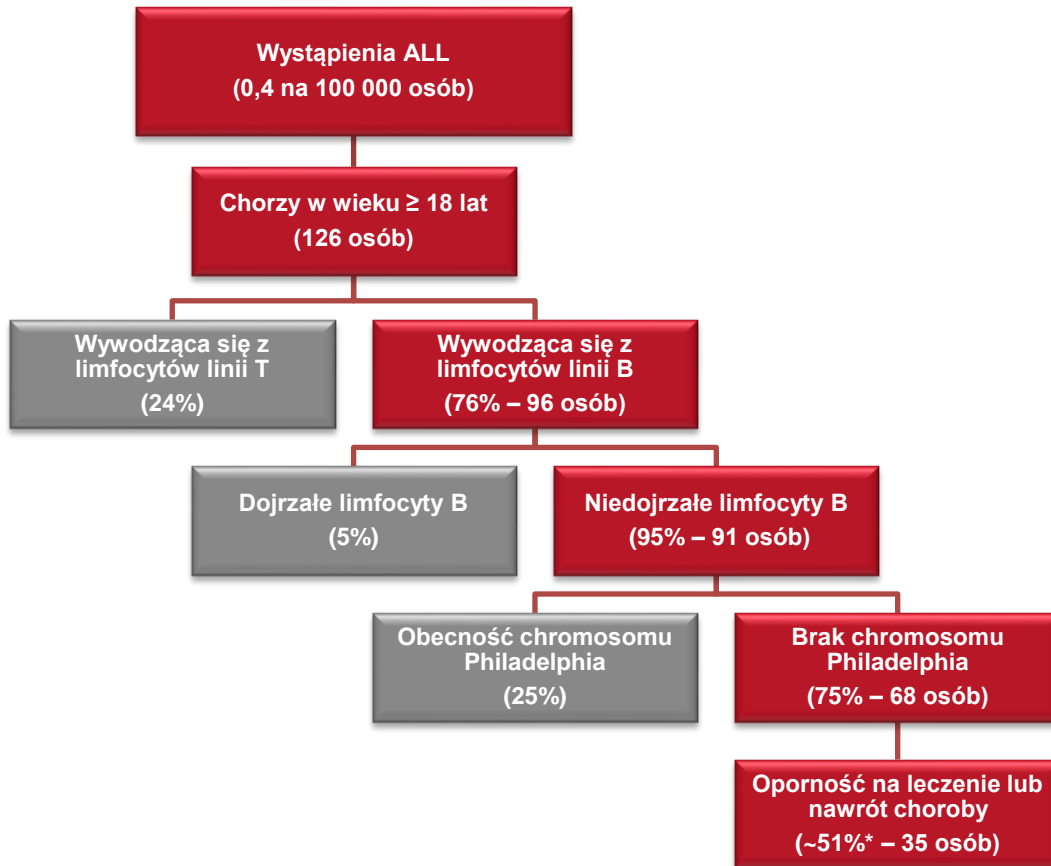 Wystąpienia ALL
(0,4 na 100 000 osób)
Chorzy w wieku ≥ 18 lat
(126 osób)
Wywodząca się z
limfocytów linii T
(24%)
Wywodząca się z
limfocytów linii B
(76% – 96 osób)
Dojrzałe limfocyty B
(5%)
Niedojrzałe limfocyty B
(95% – 91 osób)
Obecność chromosomu
Philadelphia
(25%)
Brak chromosomu
Philadelphia
(75% – 68 osób)
Oporność na leczenie lub
nawrót choroby
(~51%* – 35 osób)